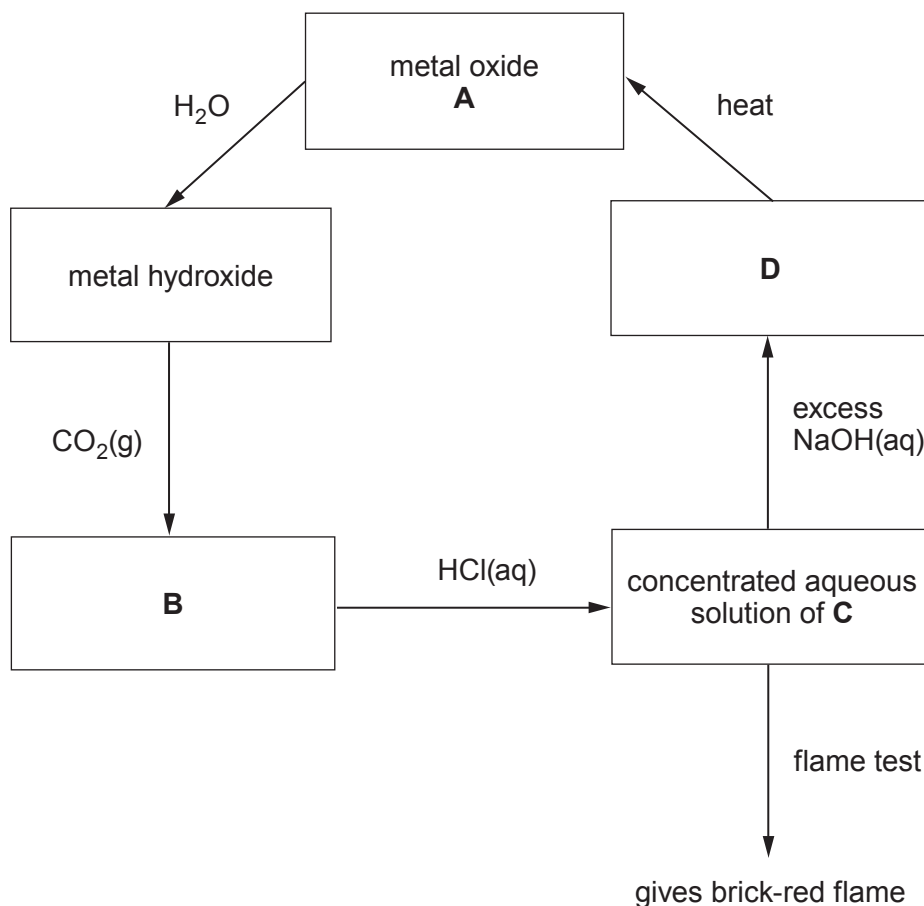 metal oxide
A
H₂O
heat
metal hydroxide
D
CO₂(g)
excess
NaOH(aq)
B
HCl(aq)
concentrated aqueous
solution of C
flame test
gives brick-red flame